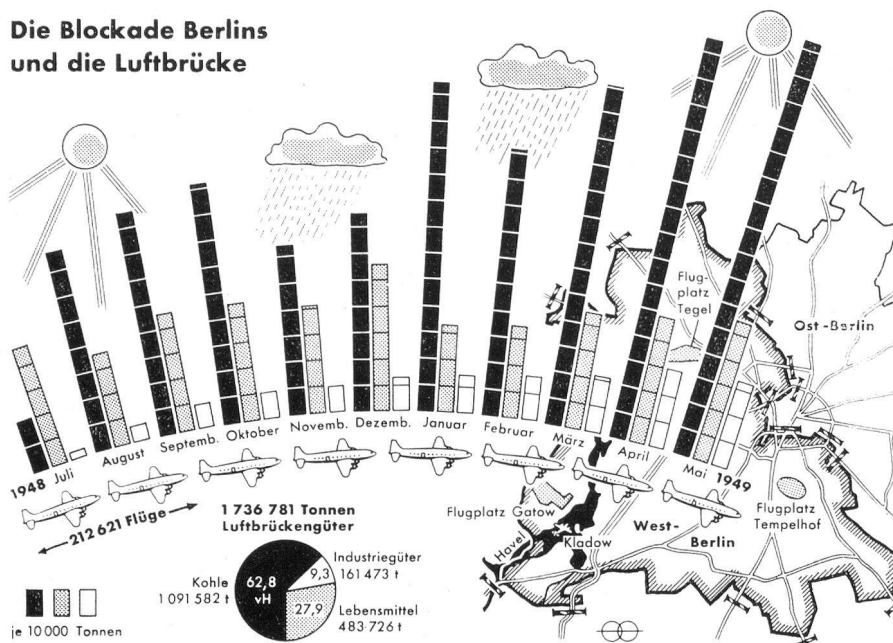 Die Blockade Berlins
und die Luftbrücke
1948 Juli
August
Septemb.
Oktober
Novemb.
Dezemb.
Januar
Februar
März
April
Mai 1949
212 621 Flüge
1 736 781 Tonnen
Luftbrückengüter
Kohle
1 091 582 t
62,8
vH
9,3
Industriegüter
161 473 t
27,9
Lebensmittel
483 726 t
je 10 000 Tonnen
Flug-
platz
Tegel
Ost-Berlin
Flugplatz Gatow
Havel
Kladow
West-
Berlin
Flugplatz
Tempelhof